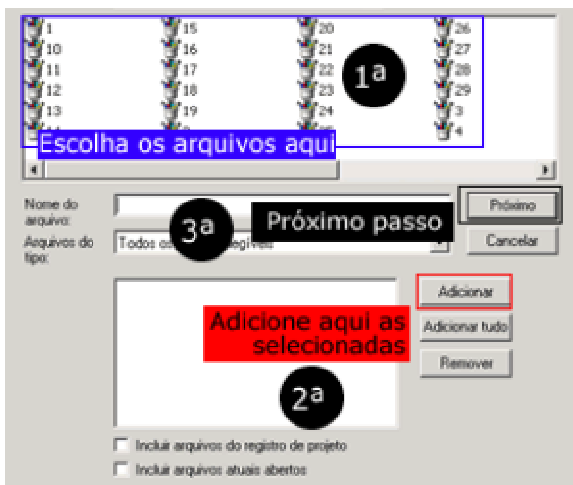 1 15 20 26
10 16 21 27
11 17 22 28
12 18 23 29
13 19 24 3
4
1ª
Escolha os arquivos aqui
Nome do arquivo:
Próximo
3ª
Próximo passo
Arquivos do tipo:
Todos os
Cancelar
Adicionar
Adicione aqui as
selecionadas
Adicionar tudo
Remover
2ª
Incluir arquivos do registro de projeto
Incluir arquivos atuais abertos